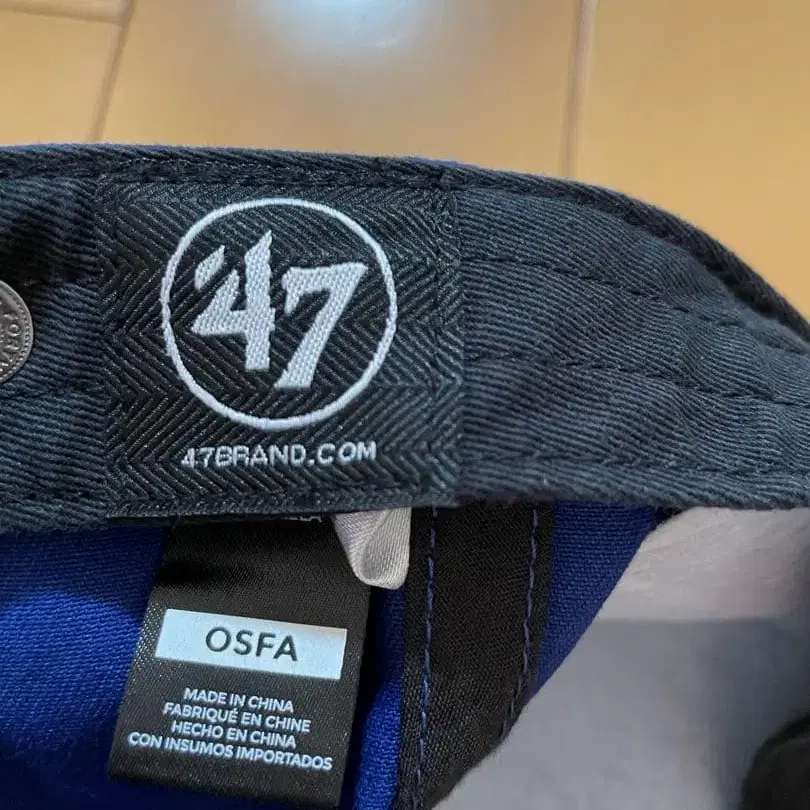 '47
47BRAND.COM
OSFA
MADE IN CHINA
FABRIQUÉ EN CHINE
HECHO EN CHINA
CON INSUMOS IMPORTADOS